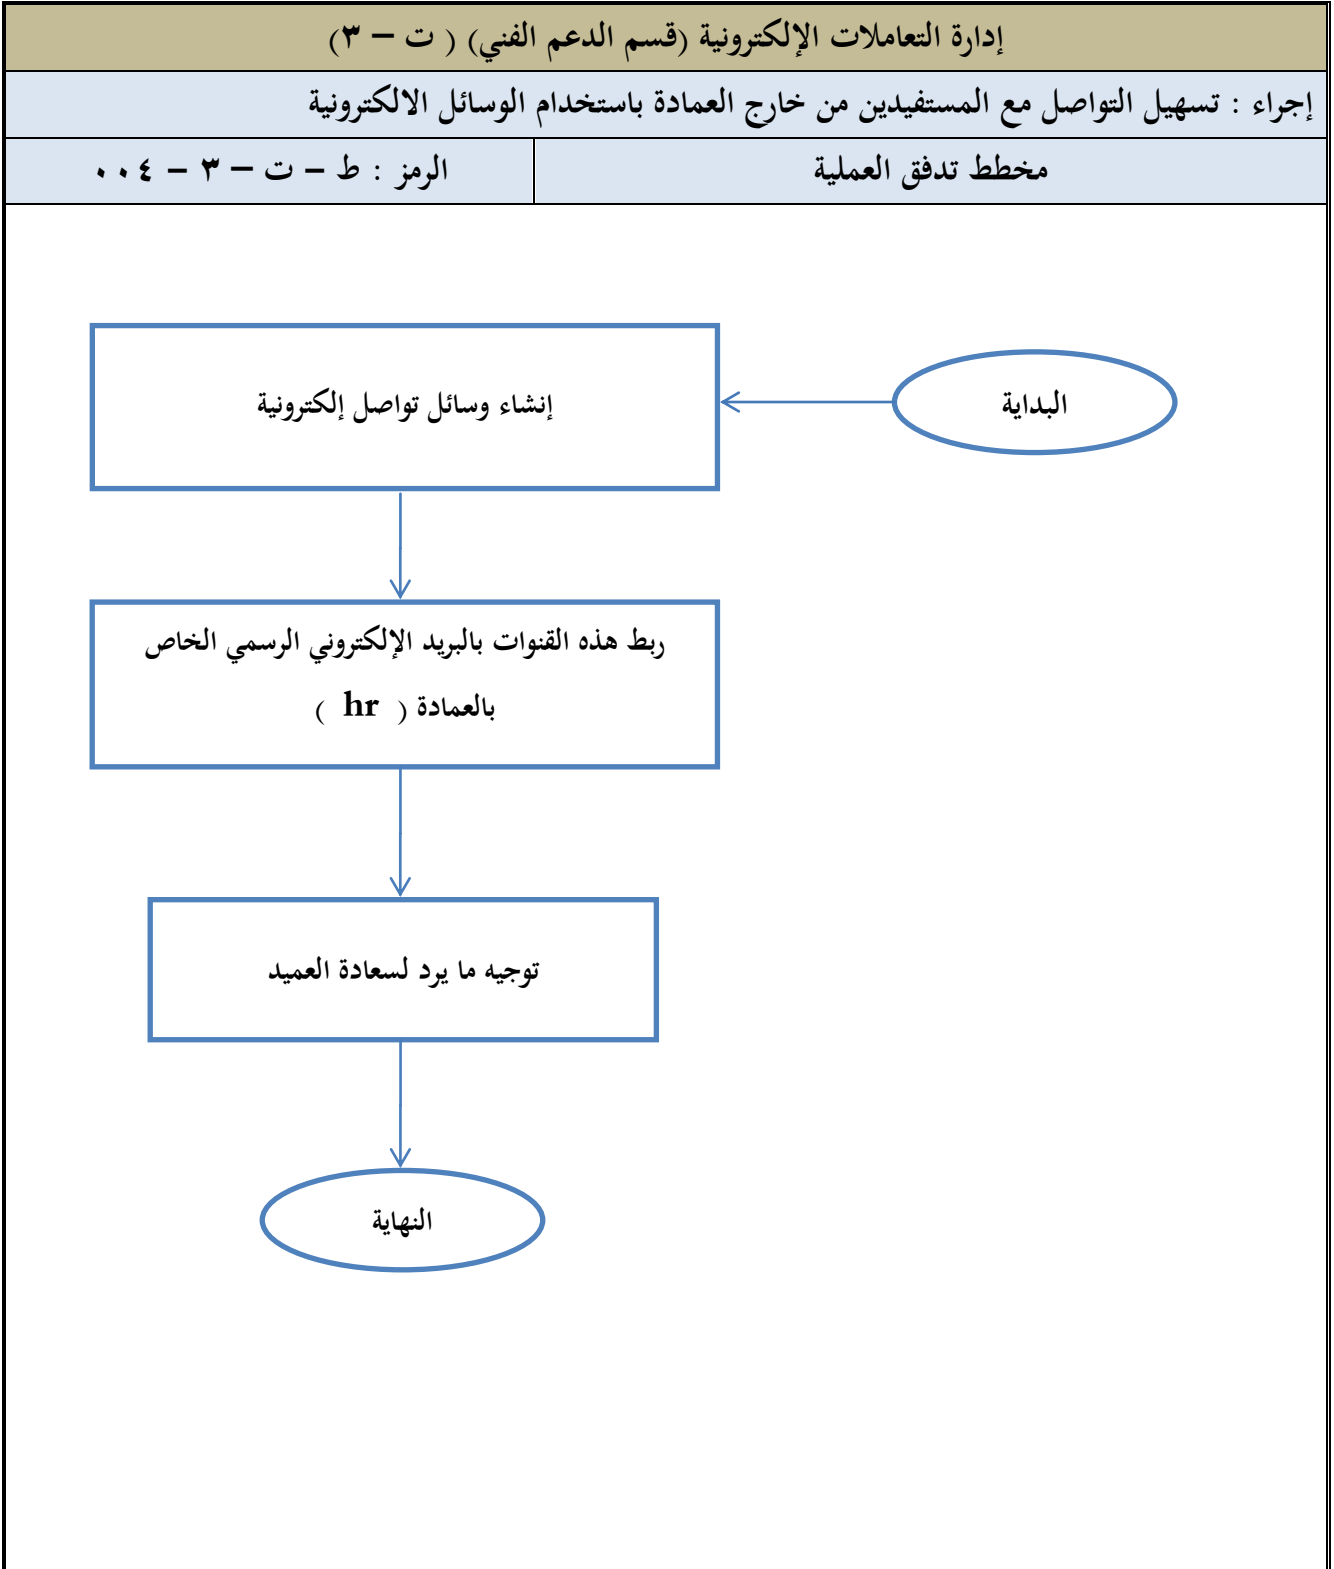 إدارة التعاملات الإلكترونية (قسم الدعم الفني) ( ت – ٣)
إجراء : تسهيل التواصل مع المستفيدين من خارج العمادة باستخدام الوسائل الالكترونية
مخطط تدفق العملية
الرمز : ط – ت – ٣ – ٠٠٤
البداية
إنشاء وسائل تواصل إلكترونية
ربط هذه القنوات بالبريد الإلكتروني الرسمي الخاص
بالعمادة ( hr )
توجيه ما يرد لسعادة العميد
النهاية